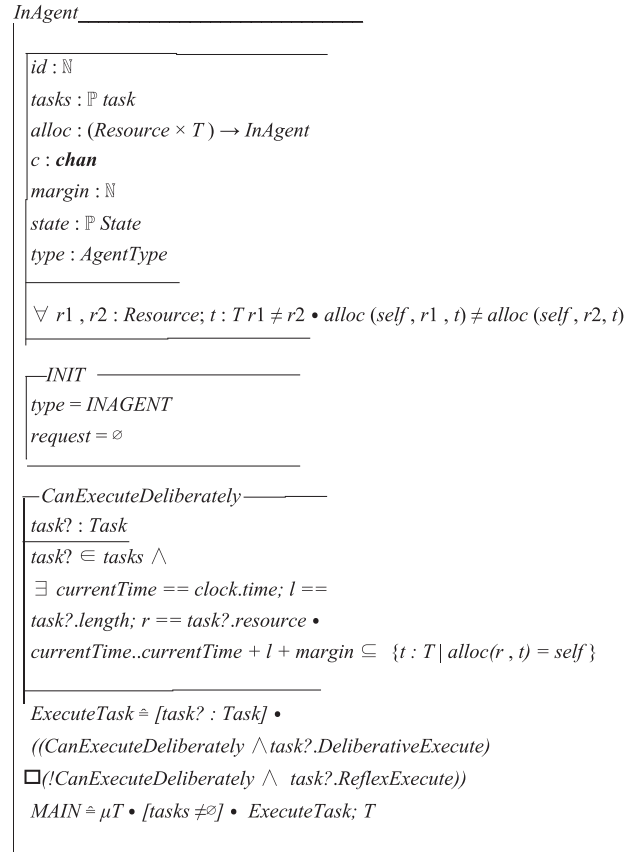 InAgent
id : ℕ
tasks : ℙ task
alloc : (Resource × T ) → InAgent
c : chan
margin : ℕ
state : ℙ State
type : AgentType
∀ r1 , r2 : Resource; t : T r1 ≠ r2 • alloc (self , r1 , t) ≠ alloc (self , r2, t)
INIT
type = INAGENT
request = ∅
CanExecuteDeliberately
task? : Task
task? ∈ tasks ∧
∃ currentTime == clock.time; l ==
task?.length; r == task?.resource •
currentTime..currentTime + l + margin ⊆ {t : T | alloc(r , t) = self }
ExecuteTask ≙ [task? : Task] •
((CanExecuteDeliberately ∧task?.DeliberativeExecute)
□(!CanExecuteDeliberately ∧ task?.ReflexExecute))
MAIN ≙ μT • [tasks ≠∅] • ExecuteTask; T